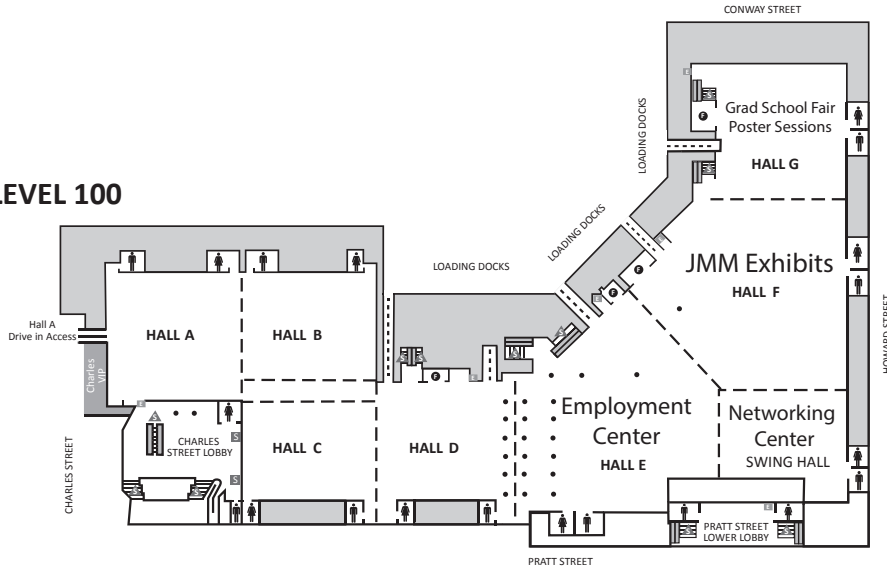 CONWAY STREET
LOADING DOCKS
Grad School Fair
Poster Sessions
HALL G
LEVEL 100
LOADING DOCKS
LOADING DOCKS
JMM Exhibits
HALL F
HOWARD STREET
Hall A
Drive in Access
HALL A
HALL B
Charles
VIP
CHARLES STREET
CHARLES
STREET LOBBY
HALL C
HALL D
Employment
Center
HALL E
Networking
Center
SWING HALL
PRATT STREET
LOWER LOBBY
PRATT STREET
E
F
S
S
E
F
F
E
S
S
S
S
F
E
E
S
S
S
S
S
S
E
S
S